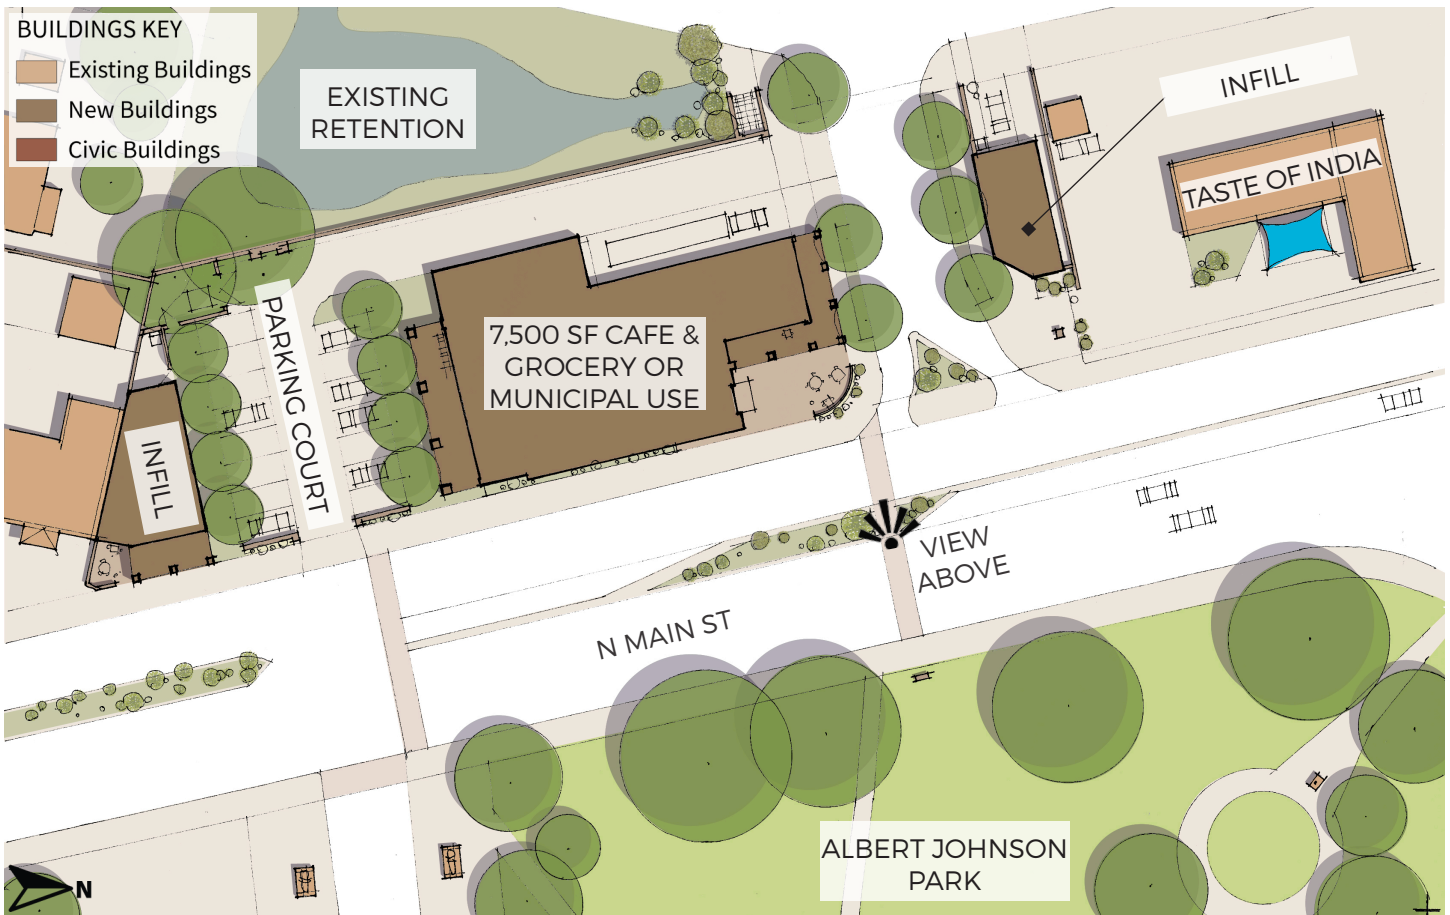 BUILDINGS KEY
Existing Buildings
New Buildings
Civic Buildings
EXISTING
RETENTION
INFILL
TASTE OF INDIA
PARKING COURT
7,500 SF CAFE &
GROCERY OR
MUNICIPAL USE
INFILL
VIEW
ABOVE
N MAIN ST
ALBERT JOHNSON
PARK
N